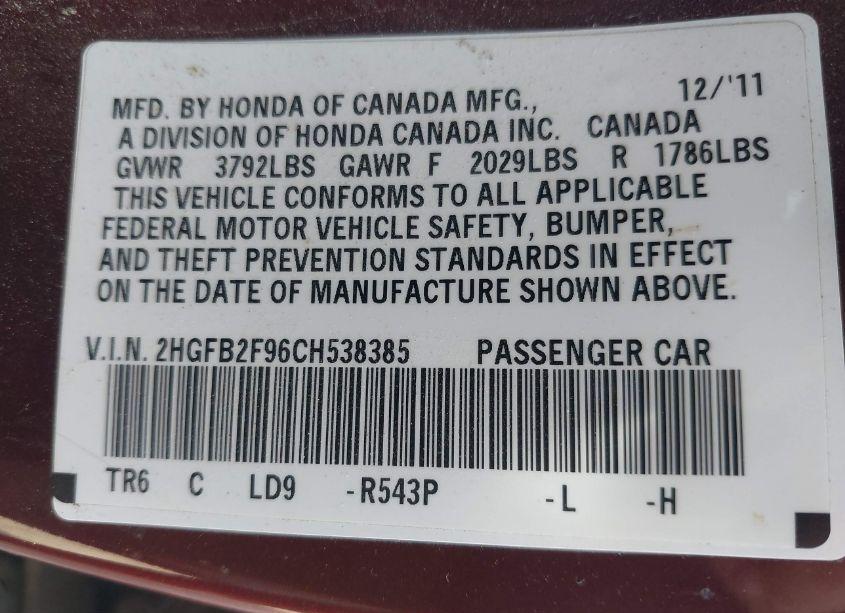 12/'11
MFD. BY HONDA OF CANADA MFG.,
A DIVISION OF HONDA CANADA INC. CANADA
GVWR 3792LBS GAWR F 2029LBS R 1786LBS
THIS VEHICLE CONFORMS TO ALL APPLICABLE
FEDERAL MOTOR VEHICLE SAFETY, BUMPER,
AND THEFT PREVENTION STANDARDS IN EFFECT
ON THE DATE OF MANUFACTURE SHOWN ABOVE.
V.I.N. 2HGFB2F96CH538385 PASSENGER CAR
TR6 C LD9 -R543P -L -H